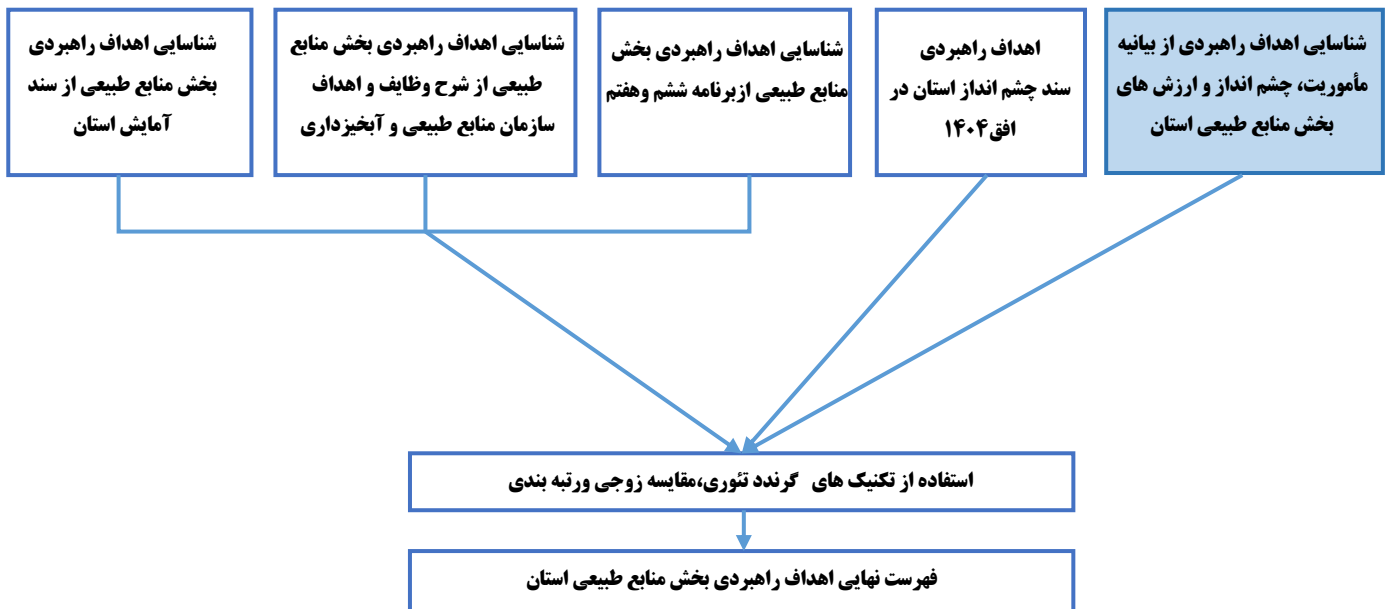 شناسایی اهداف راهبردی از بیانیه
مأموریت، چشم انداز و ارزش های
بخش منابع طبیعی استان
اهداف راهبردی
سند چشم انداز استان در
افق۱۴۰۴
شناسایی اهداف راهبردی بخش
منابع طبیعی ازبرنامه ششم وهفتم
شناسایی اهداف راهبردی بخش منابع
طبیعی از شرح وظایف و اهداف
سازمان منابع طبیعی و آبخیزداری
شناسایی اهداف راهبردی
بخش منابع طبیعی از سند
آمایش استان
استفاده از تکنیک های گرندد تئوری،مقایسه زوجی ورتبه بندی
فهرست نهایی اهداف راهبردی بخش منابع طبیعی استان